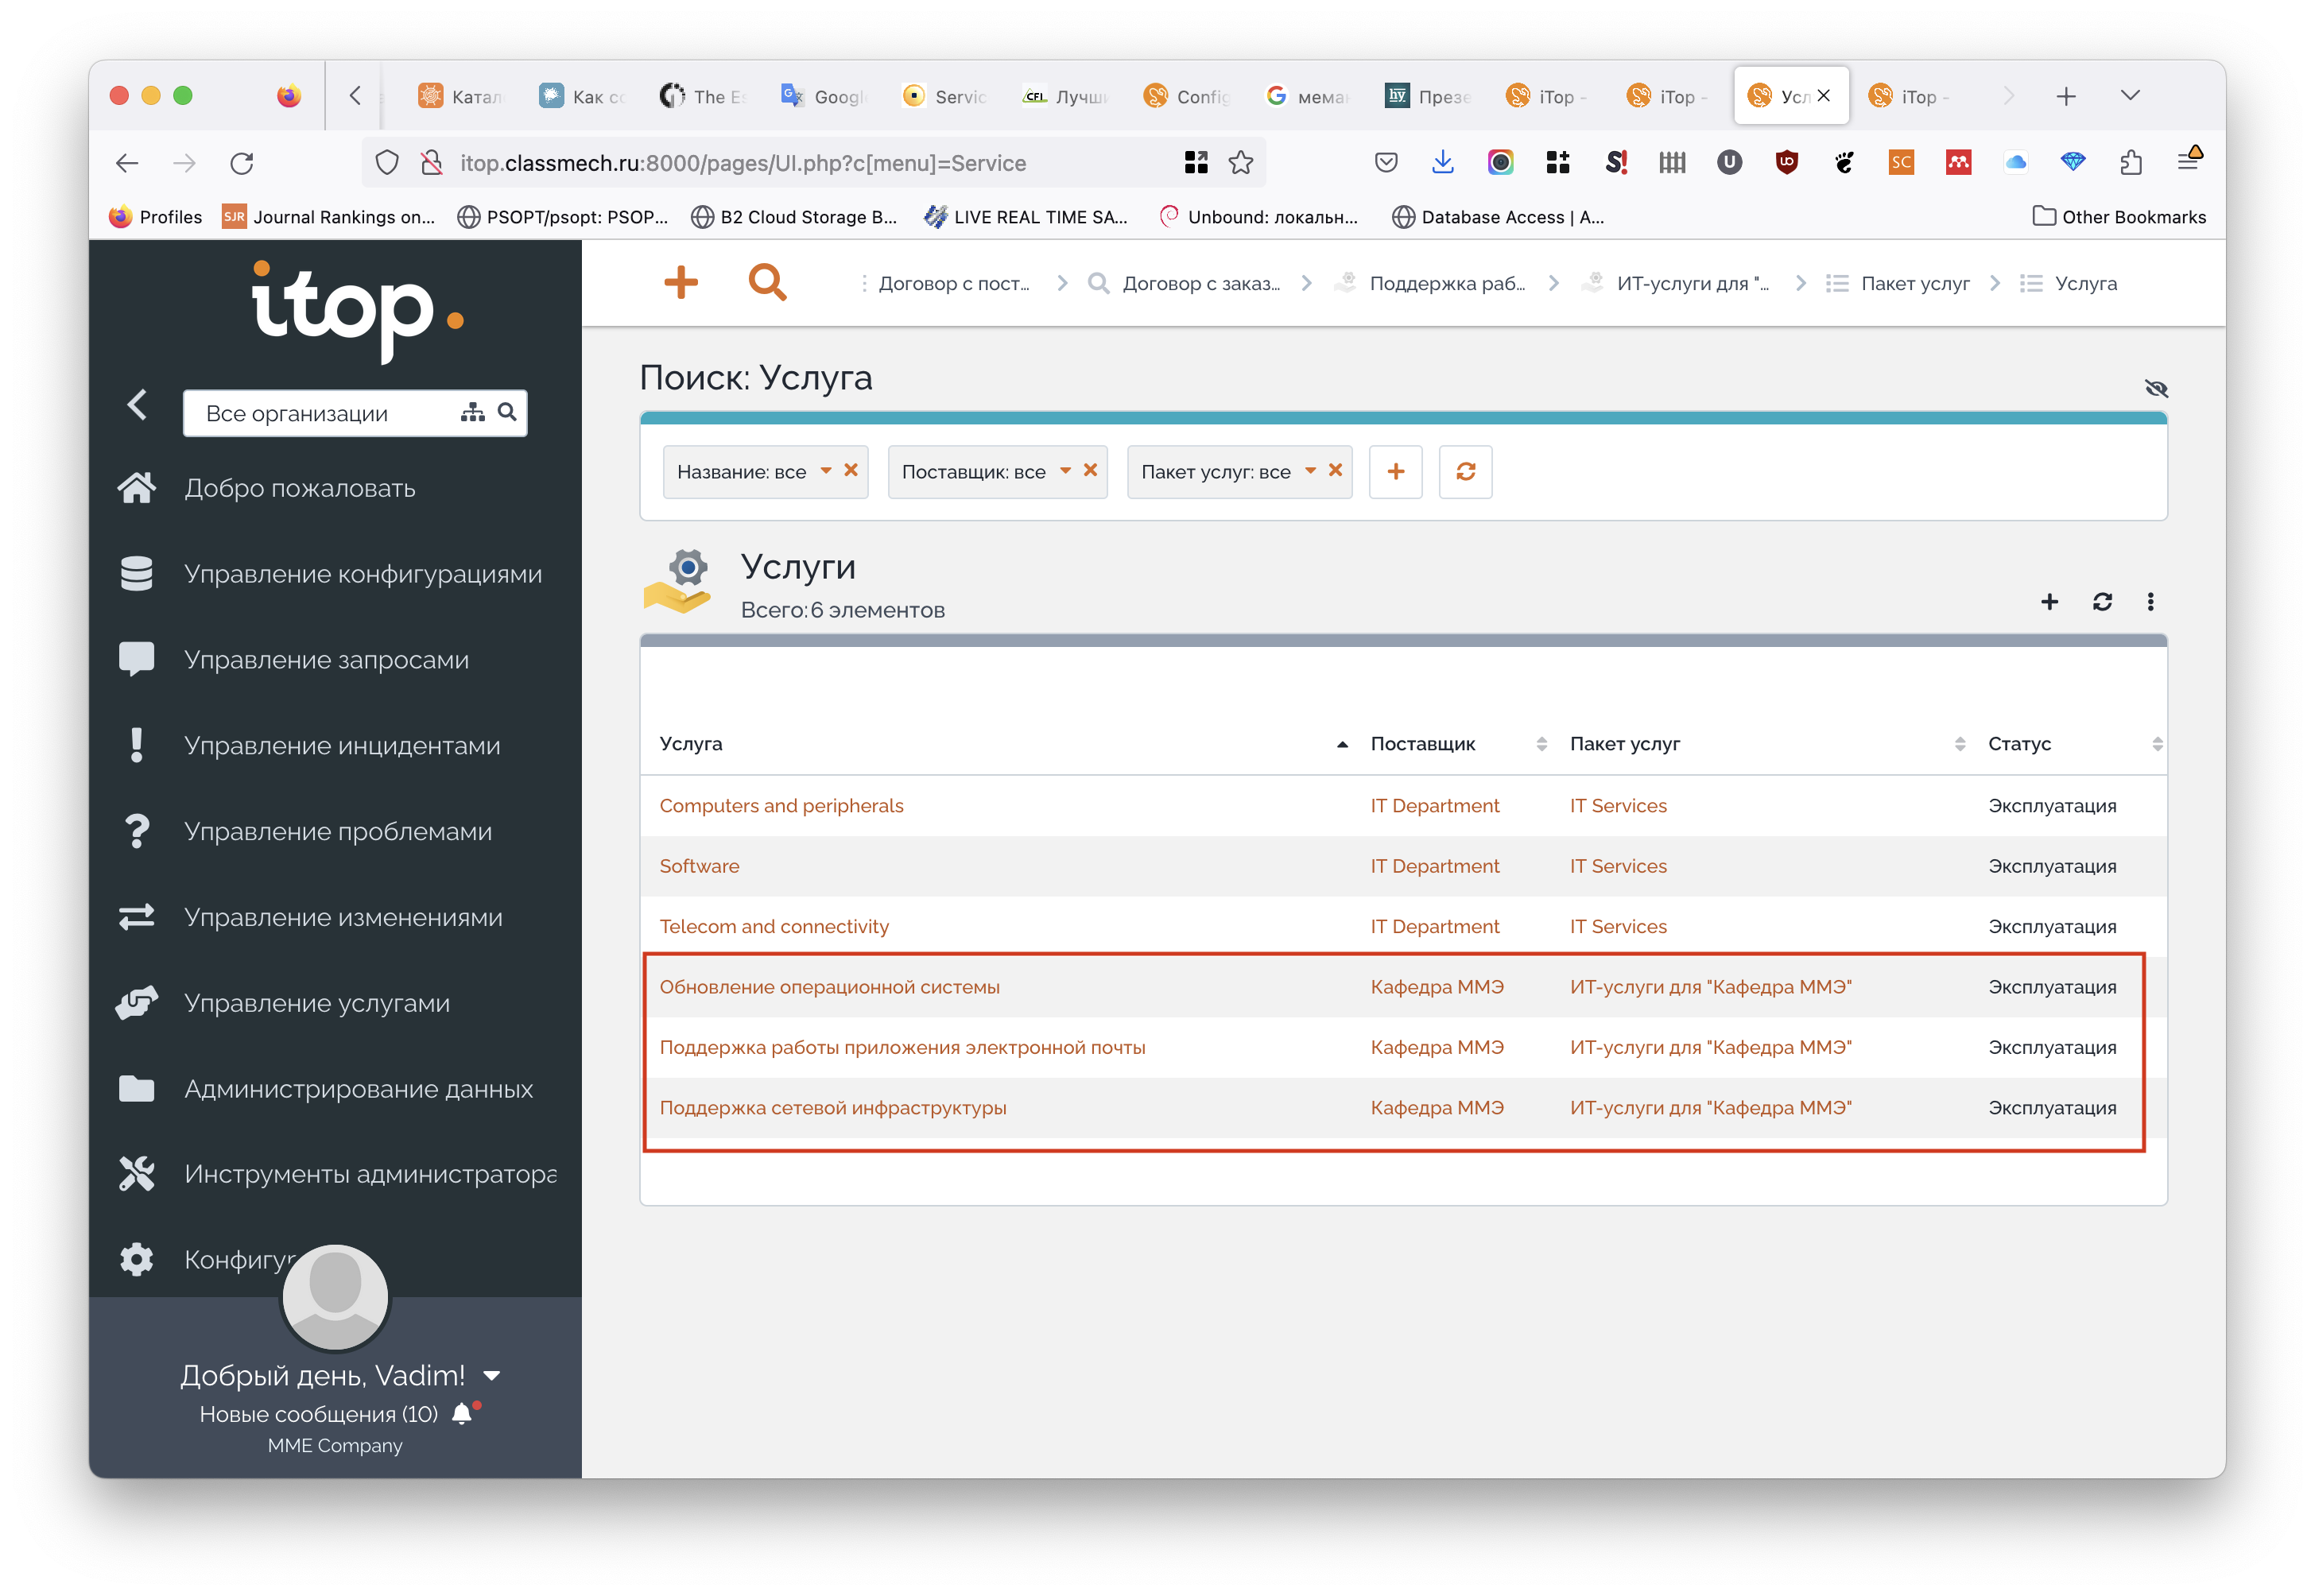 Катал
Как со
The Es
Google
Servic
CFL
Лучши
Config
мема
hy
Презе
iTop -
iTop -
Усл
iTop -
itop.classmech.ru:8000/pages/UI.php?c[menu]=Service
Profiles
SJR
Journal Rankings on...
PSOPT/psopt: PSOP...
B2 Cloud Storage B...
LIVE REAL TIME SA...
Unbound: локальн...
Database Access | A...
Other Bookmarks
itop
Договор с пост...
Договор с заказ...
Поддержка раб...
ИТ-услуги для "...
Пакет услуг
Услуга
Все организации
Добро пожаловать
Управление конфигурациями
Управление запросами
Управление инцидентами
Управление проблемами
Управление изменениями
Управление услугами
Администрирование данных
Инструменты администратора
Конфигур
Добрый день, Vadim!
Новые сообщения (10)
MME Company
Поиск: Услуга
Название: все
Поставщик: все
Пакет услуг: все
Услуги
Всего: 6 элементов
Услуга Поставщик Пакет услуг Статус
Computers and peripherals IT Department IT Services Эксплуатация
Software IT Department IT Services Эксплуатация
Telecom and connectivity IT Department IT Services Эксплуатация
Обновление операционной системы Кафедра ММЭ ИТ-услуги для "Кафедра ММЭ" Эксплуатация
Поддержка работы приложения электронной почты Кафедра ММЭ ИТ-услуги для "Кафедра ММЭ" Эксплуатация
Поддержка сетевой инфраструктуры Кафедра ММЭ ИТ-услуги для "Кафедра ММЭ" Эксплуатация